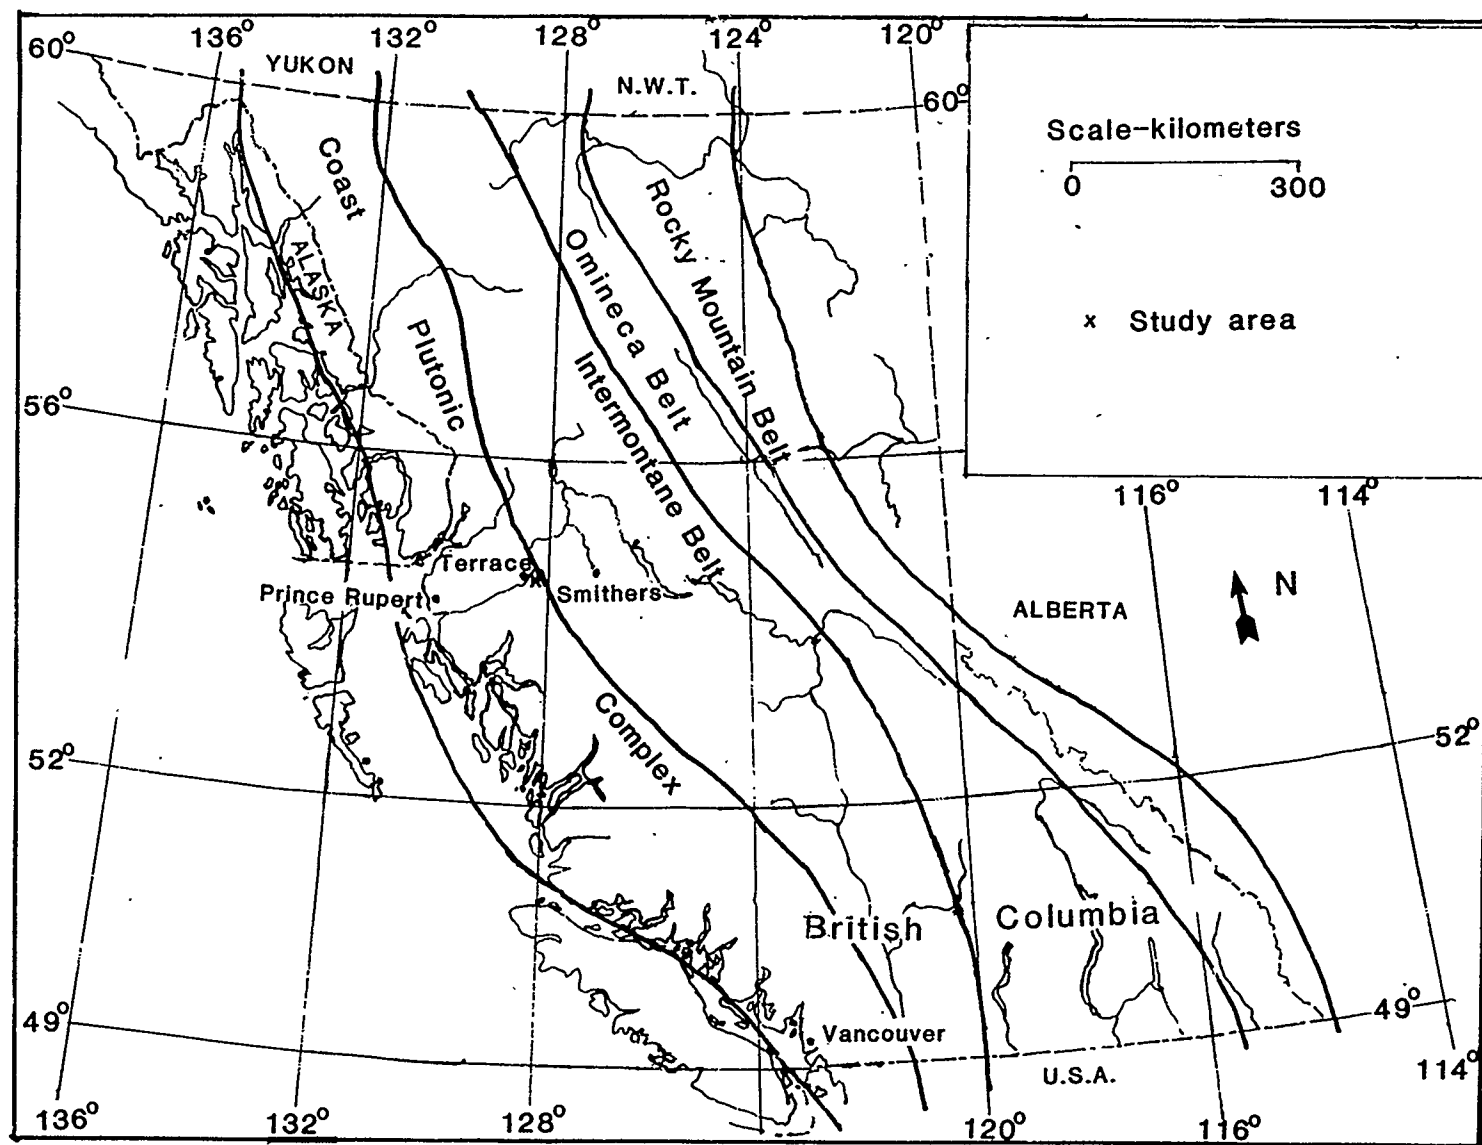 136° 132° 128° 124° 120°
60°
YUKON
N.W.T.
60°
Scale-kilometers
0 300
x Study area
Coast
Plutonic
Complex
ALASKA
Rocky Mountain Belt
Omineca Belt
Intermontane Belt
56°
116° 114°
Terrace
Prince Rupert
Smithers
ALBERTA
N
52°
52°
British Columbia
49°
49°
Vancouver
U.S.A.
114°
136° 132° 128° 120° 116°